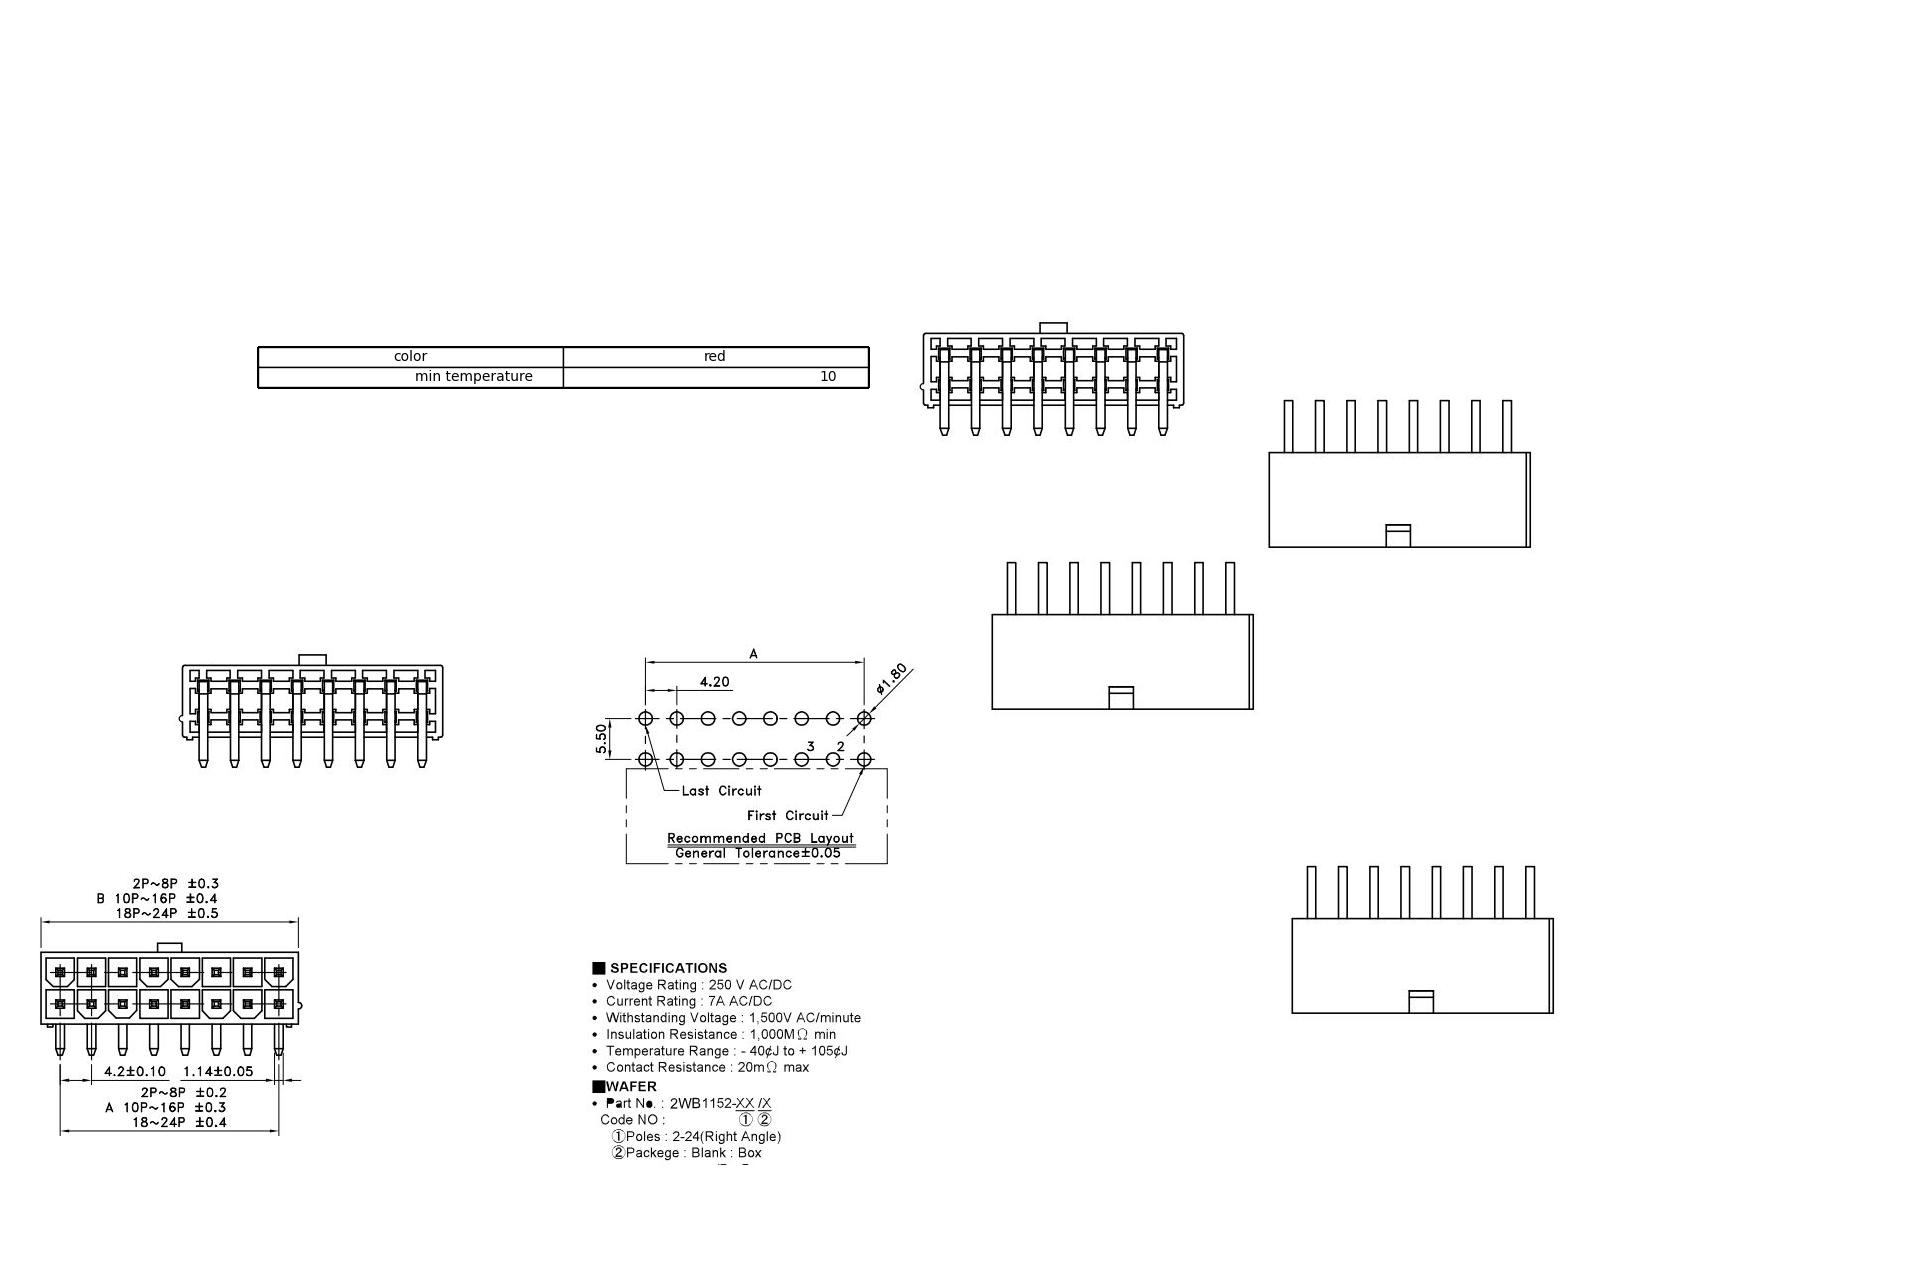 color red
min temperature 10
A
4.20
ø1.80
5.50
3 2
Last Circuit
First Circuit
Recommended PCB Layout
General Tolerance±0.05
2P~8P ±0.3
B 10P~16P ±0.4
18P~24P ±0.5
4.2±0.10 1.14±0.05
2P~8P ±0.2
A 10P~16P ±0.3
18~24P ±0.4
■ SPECIFICATIONS
• Voltage Rating : 250 V AC/DC
• Current Rating : 7A AC/DC
• Withstanding Voltage : 1,500V AC/minute
• Insulation Resistance : 1,000MΩ min
• Temperature Range : - 40¢J to + 105¢J
• Contact Resistance : 20mΩ max
■WAFER
• Part No. : 2WB1152-XX /X
Code NO : ① ②
①Poles : 2-24(Right Angle)
②Packege : Blank : Box